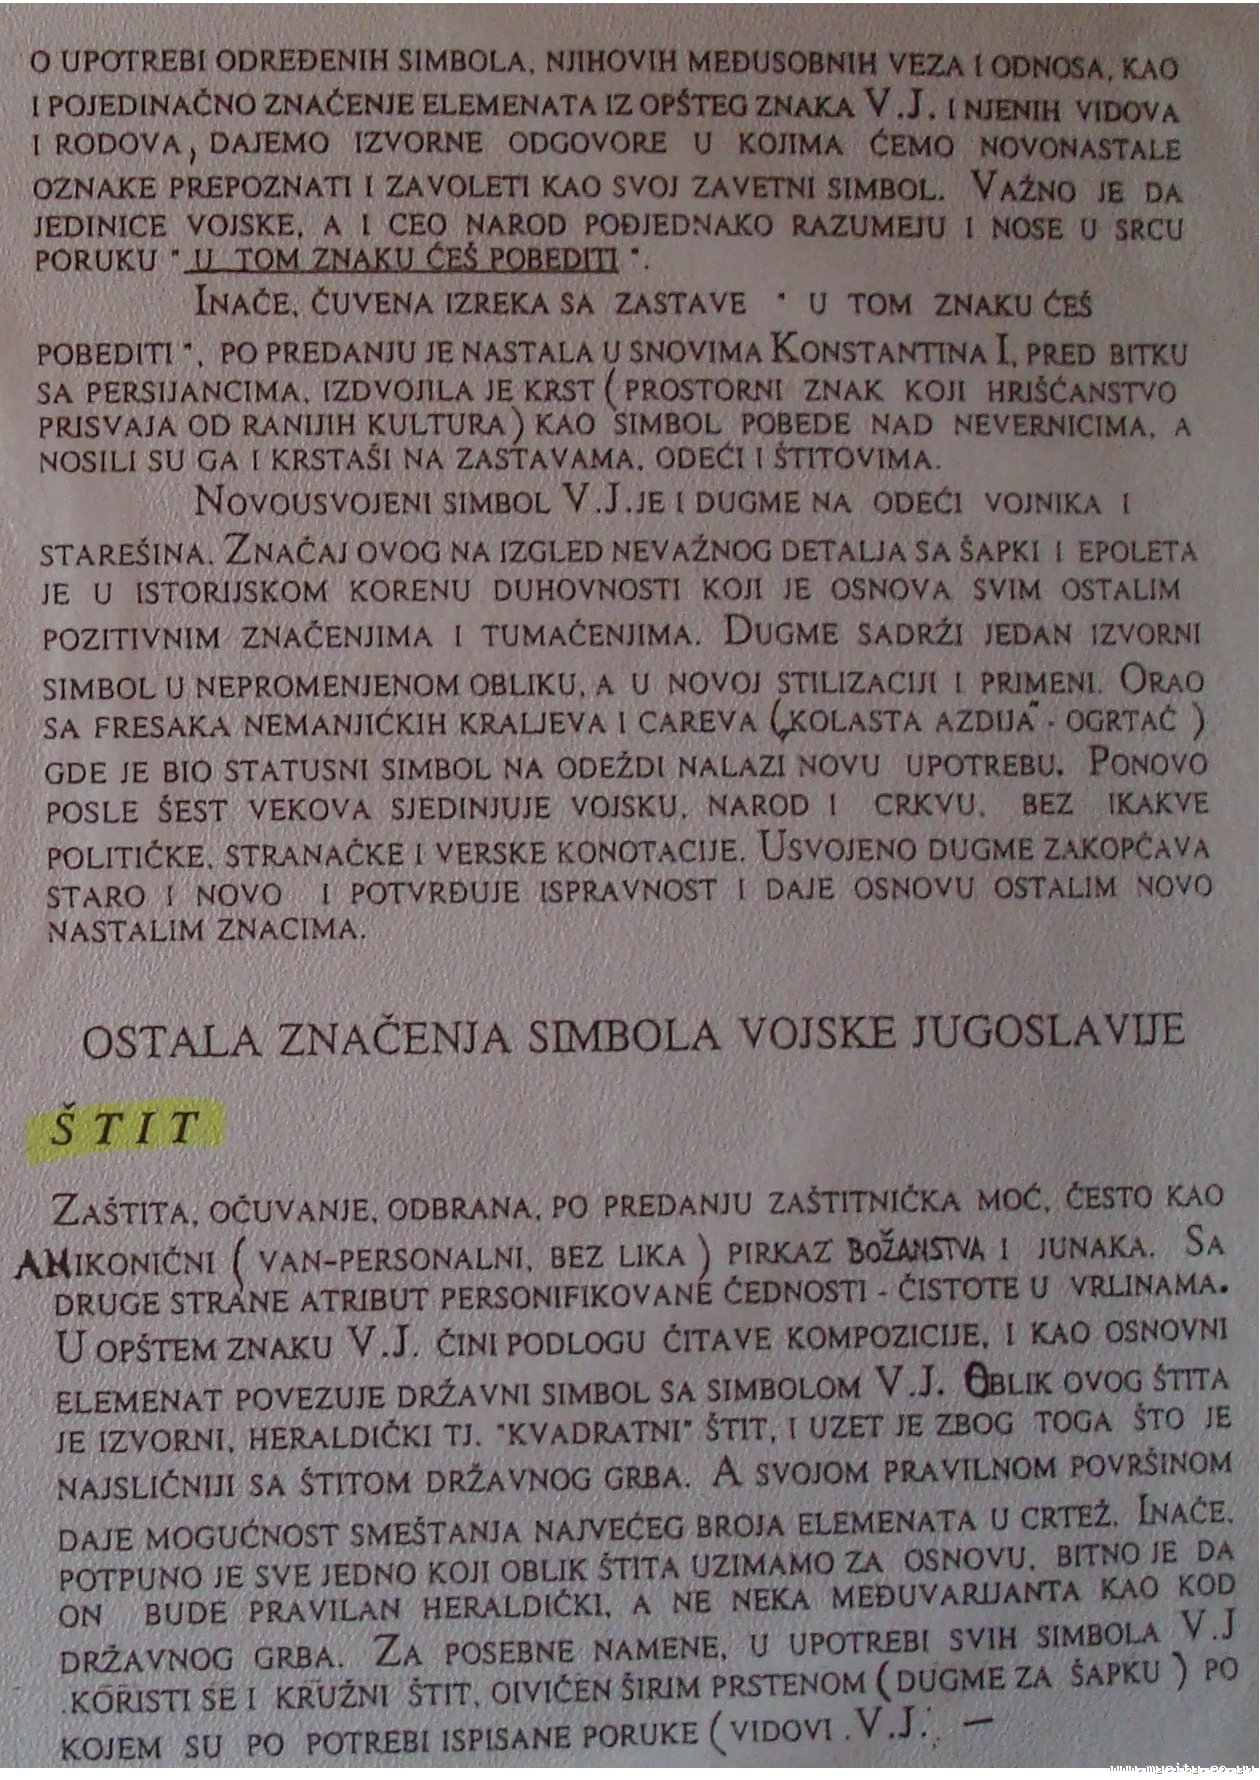 O UPOTREBI ODREĐENIH SIMBOLA, NJIHOVIH MEĐUSOBNIH VEZA I ODNOSA, KAO
I POJEDINAČNO ZNAČENJE ELEMENATA IZ OPŠTEG ZNAKA V.J. I NJENIH VIDOVA
I RODOVA, DAJEMO IZVORNE ODGOVORE U KOJIMA ĆEMO NOVONASTALE
OZNAKE PREPOZNATI I ZAVOLETI KAO SVOJ ZAVETNI SIMBOL. VAŽNO JE DA
JEDINICE VOJSKE, A I CEO NAROD POĐJEDNAKO RAZUMEJU I NOSE U SRCU
PORUKU " U TOM ZNAKU ĆEŠ POBEDITI ".
INAČE, ČUVENA IZREKA SA ZASTAVE " U TOM ZNAKU ĆEŠ
POBEDITI ", PO PREDANJU JE NASTALA U SNOVIMA KONSTANTINA I, PRED BITKU
SA PERSIJANCIMA, IZDVOJILA JE KRST ( PROSTORNI ZNAK KOJI HRIŠĆANSTVO
PRISVAJA OD RANIJIH KULTURA ) KAO SIMBOL POBEDE NAD NEVERNICIMA, A
NOSILI SU GA I KRSTAŠI NA ZASTAVAMA, ODEĆI I ŠTITOVIMA.
NOVOUSVOJENI SIMBOL V.J.JE I DUGME NA ODEĆI VOJNIKA I
STAREŠINA. ZNAČAJ OVOG NA IZGLED NEVAŽNOG DETALJA SA ŠAPKI I EPOLETA
JE U ISTORIJSKOM KORENU DUHOVNOSTI KOJI JE OSNOVA SVIM OSTALIM
POZITIVNIM ZNAČENJIMA I TUMAČENJIMA. DUGME SADRŽI JEDAN IZVORNI
SIMBOL U NEPROMENJENOM OBLIKU, A U NOVOJ STILIZACIJI I PRIMENI. ORAO
SA FRESAKA NEMANJIĆKIH KRALJEVA I CAREVA („KOLASTA AZDIJA" - OGRTAČ )
GDE JE BIO STATUSNI SIMBOL NA ODEŽDI NALAZI NOVU UPOTREBU. PONOVO
POSLE ŠEST VEKOVA SJEDINJUJE VOJSKU, NAROD I CRKVU, BEZ IKAKVE
POLITIČKE, STRANAČKE I VERSKE KONOTACIJE. USVOJENO DUGME ZAKOPČAVA
STARO I NOVO I POTVRĐUJE ISPRAVNOST I DAJE OSNOVU OSTALIM NOVO
NASTALIM ZNACIMA.
OSTALA ZNAČENJA SIMBOLA VOJSKE JUGOSLAVIJE
ŠTIT
ZAŠTITA, OČUVANJE, ODBRANA, PO PREDANJU ZAŠTITNIČKA MOĆ, ČESTO KAO
ANIKONIČNI ( VAN-PERSONALNI, BEZ LIKA ) PIRKAZ BOŽANSTVA I JUNAKA. SA
DRUGE STRANE ATRIBUT PERSONIFIKOVANE ČEDNOSTI - ČISTOTE U VRLINAMA.
U OPŠTEM ZNAKU V.J. ČINI PODLOGU ČITAVE KOMPOZICIJE, I KAO OSNOVNI
ELEMENAT POVEZUJE DRŽAVNI SIMBOL SA SIMBOLOM V.J. OBLIK OVOG ŠTITA
JE IZVORNI, HERALDIČKI TJ. "KVADRATNI" ŠTIT, I UZET JE ZBOG TOGA ŠTO JE
NAJSLIČNIJI SA ŠTITOM DRŽAVNOG GRBA. A SVOJOM PRAVILNOM POVRŠINOM
DAJE MOGUĆNOST SMEŠTANJA NAJVEĆEG BROJA ELEMENATA U CRTEŽ. INAČE,
POTPUNO JE SVE JEDNO KOJI OBLIK ŠTITA UZIMAMO ZA OSNOVU, BITNO JE DA
ON BUDE PRAVILAN HERALDIČKI, A NE NEKA MEĐUVARIJANTA KAO KOD
DRŽAVNOG GRBA. ZA POSEBNE NAMENE, U UPOTREBI SVIH SIMBOLA V.J
.KORISTI SE I KRUŽNI ŠTIT, OIVIČEN ŠIRIM PRSTENOM ( DUGME ZA ŠAPKU ) PO
KOJEM SU PO POTREBI ISPISANE PORUKE ( VIDOVI .V.J. —